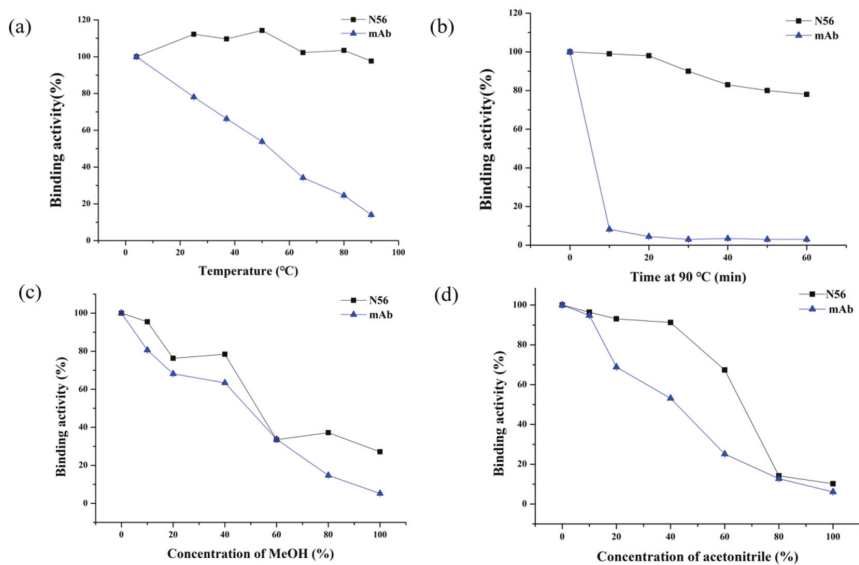 (a)
N56
mAb
Binding activity(%)
120
100
80
60
40
20
0
0 20 40 60 80 100
Temperature (℃)
(b)
N56
mAb
Binding activity(%)
120
100
80
60
40
20
0
0 10 20 30 40 50 60
Time at 90 ℃ (min)
(c)
N56
mAb
Binding activity (%)
100
80
60
40
20
0
0 20 40 60 80 100
Concentration of MeOH (%)
(d)
N56
mAb
Binding activity (%)
100
80
60
40
20
0
0 20 40 60 80 100
Concentration of acetonitrile (%)